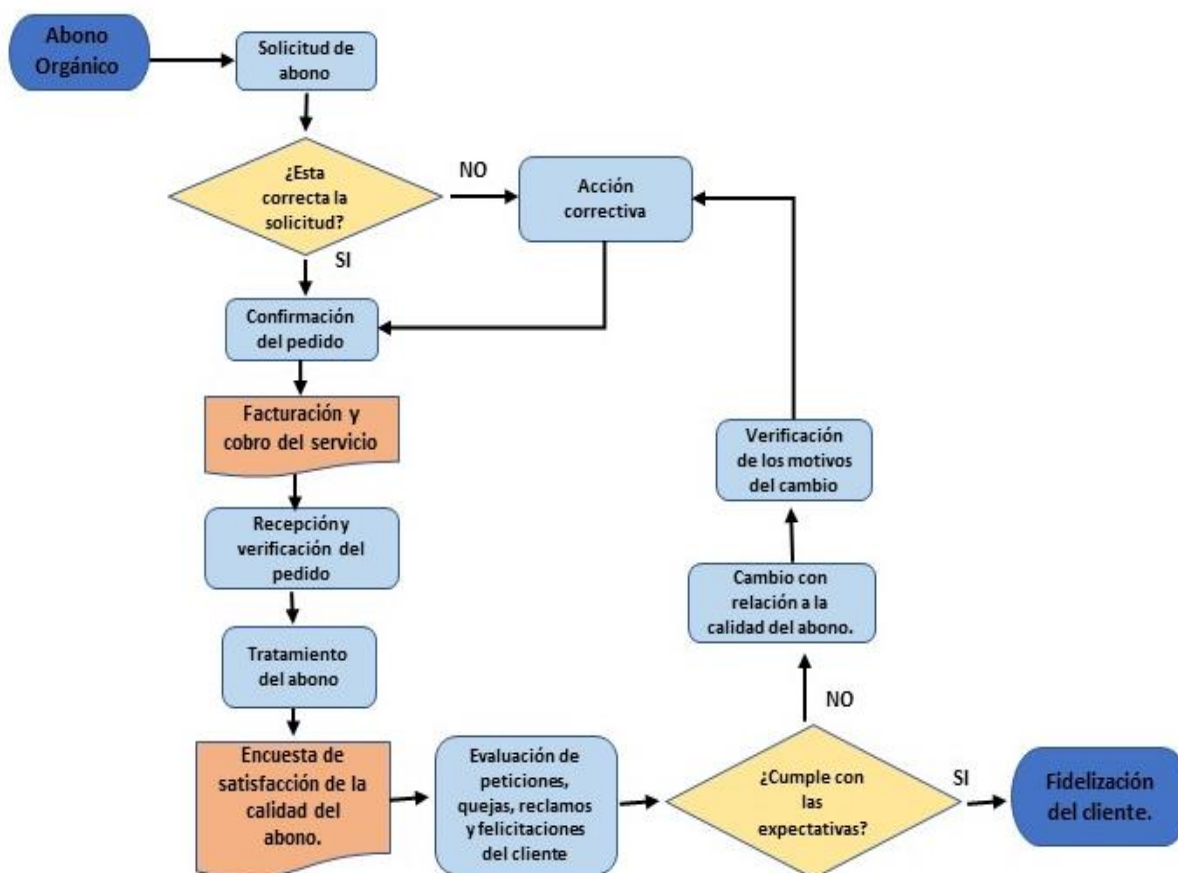 Abono
Orgánico
Solicitud de
abono
¿Esta
correcta la
solicitud?
NO
Acción
correctiva
SI
Confirmación
del pedido
Facturación y
cobro del servicio
Recepción y
verificación del
pedido
Tratamiento
del abono
Encuesta de
satisfacción de la
calidad del
abono.
Evaluación de
peticiones,
quejas, reclamos
y felicitaciones
del cliente
¿Cumple con
las
expectativas?
NO
Cambio con
relación a la
calidad del abono.
Verificación
de los motivos
del cambio
SI
Fidelización
del cliente.